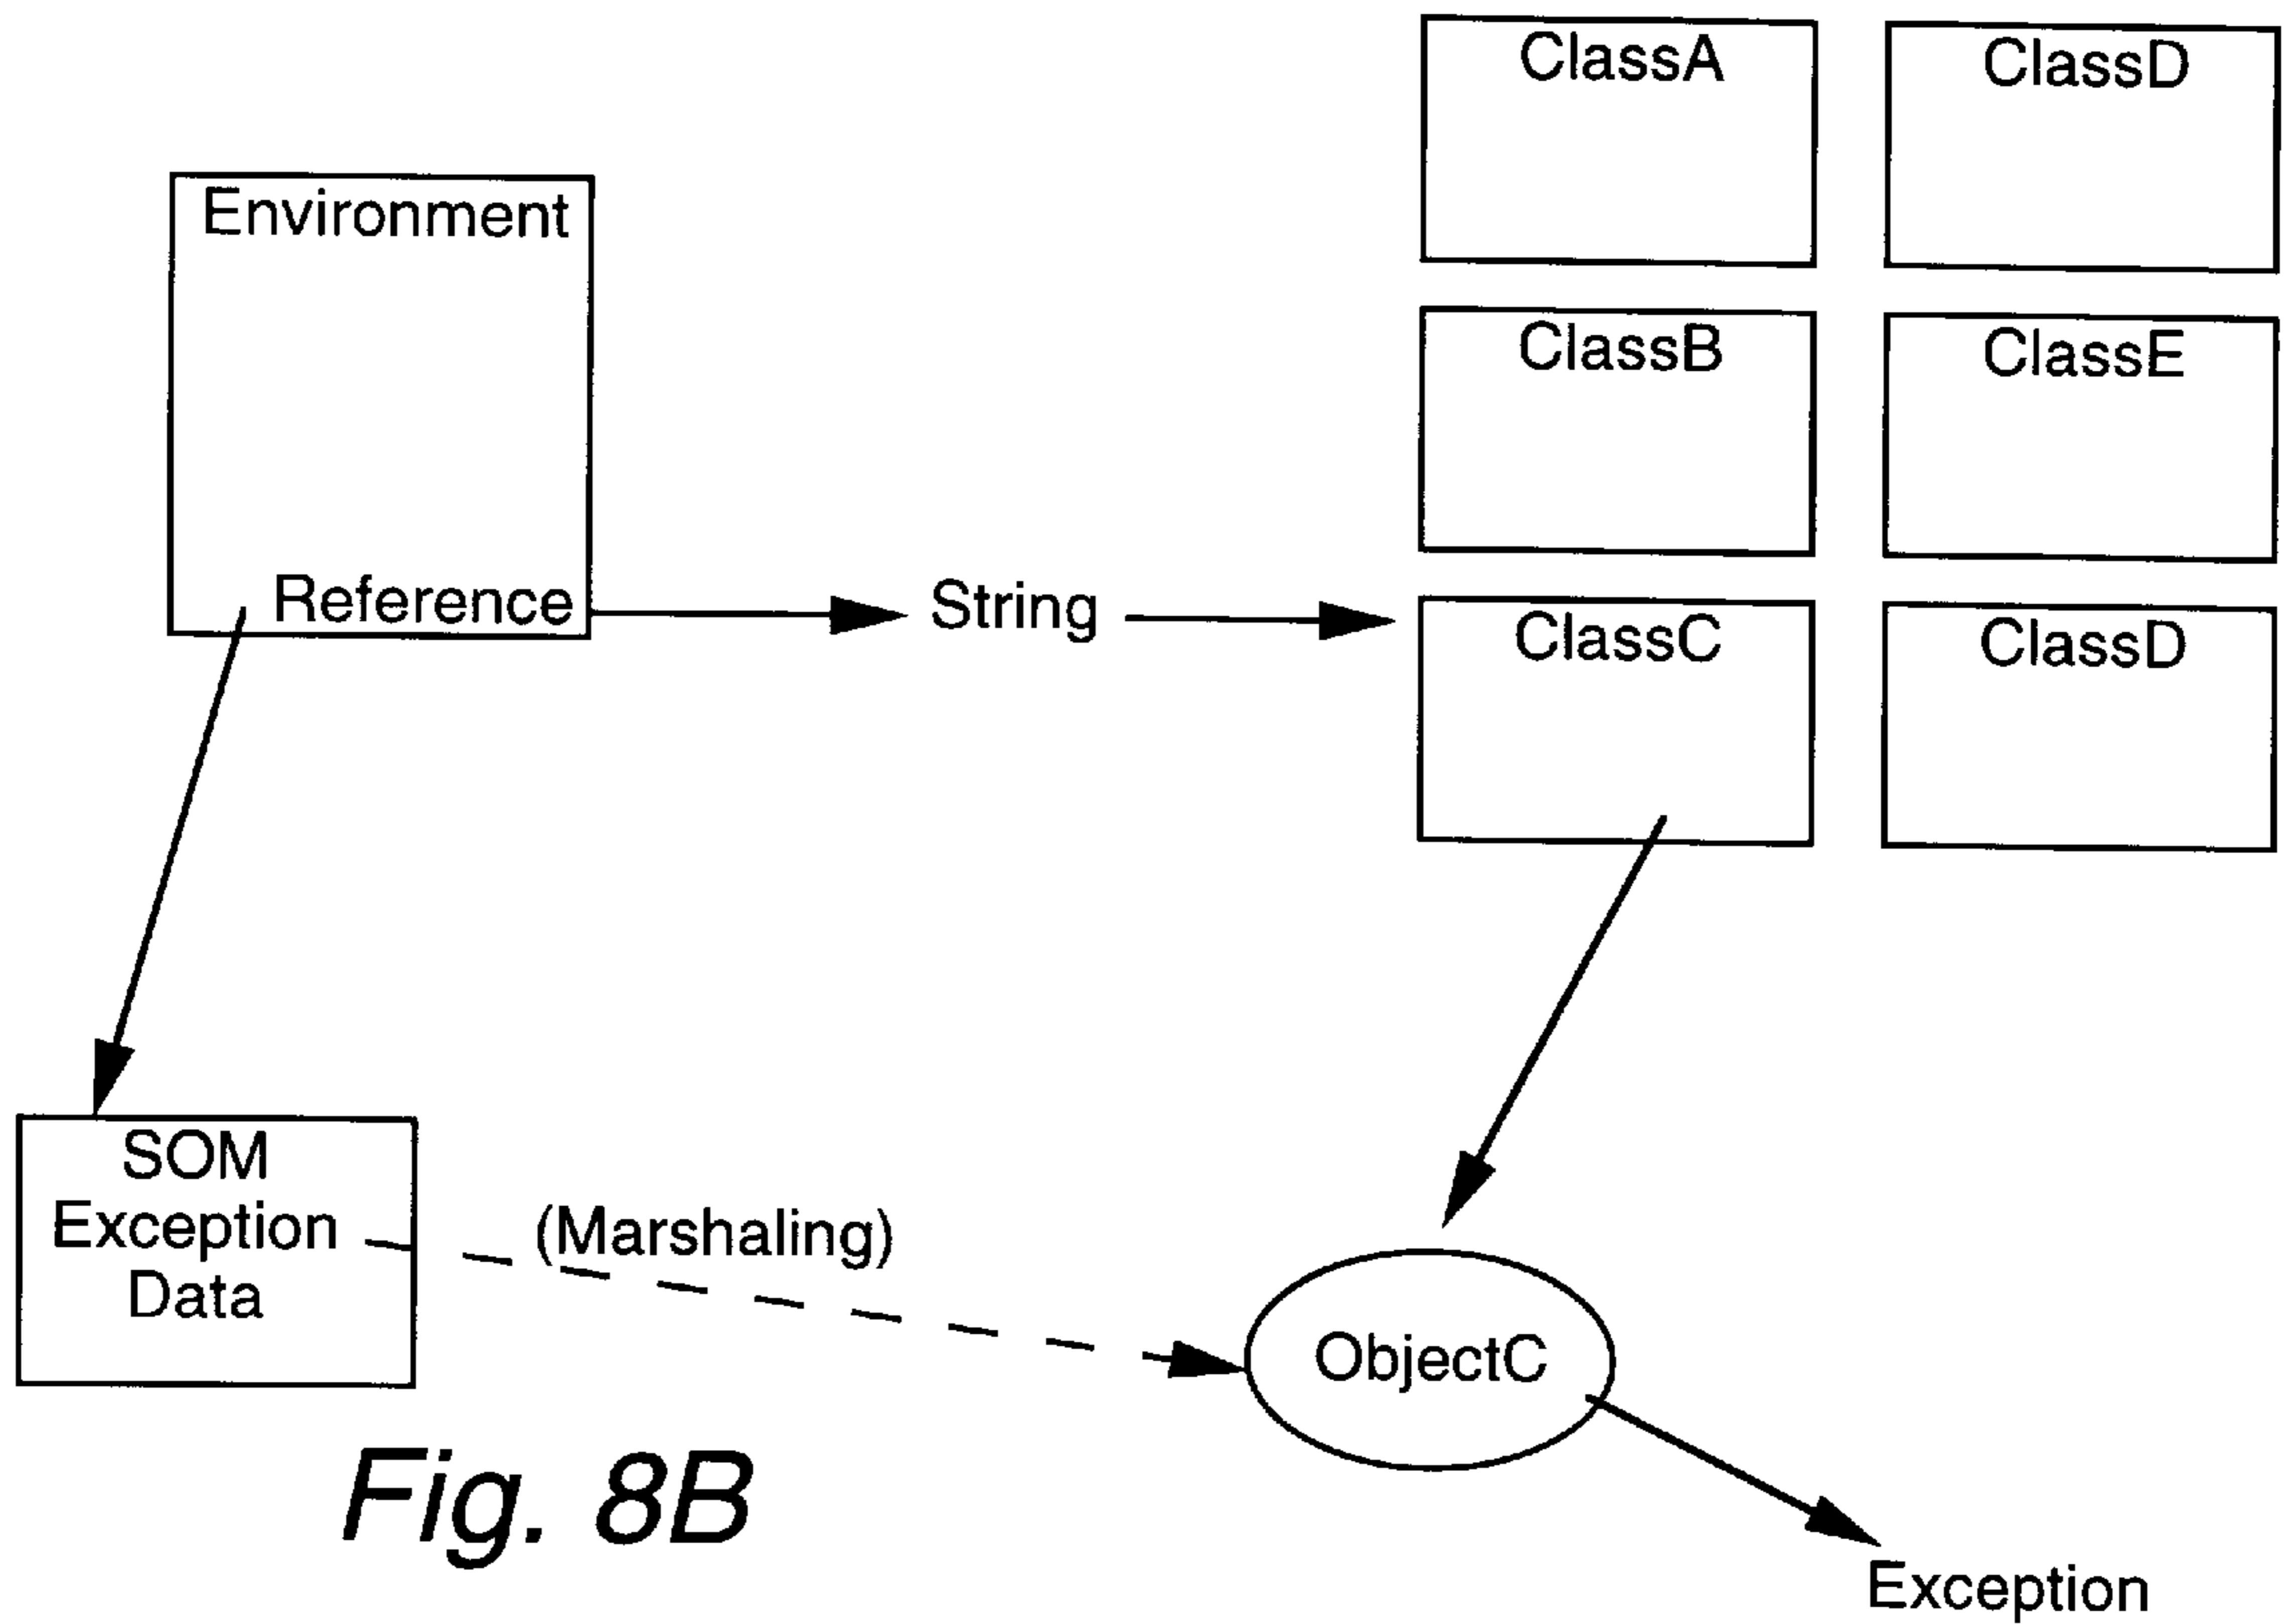 ClassA
ClassD
Environment
ClassB
ClassE
Reference
String
ClassC
ClassD
SOM
Exception
Data
(Marshaling)
ObjectC
Fig. 8B
Exception